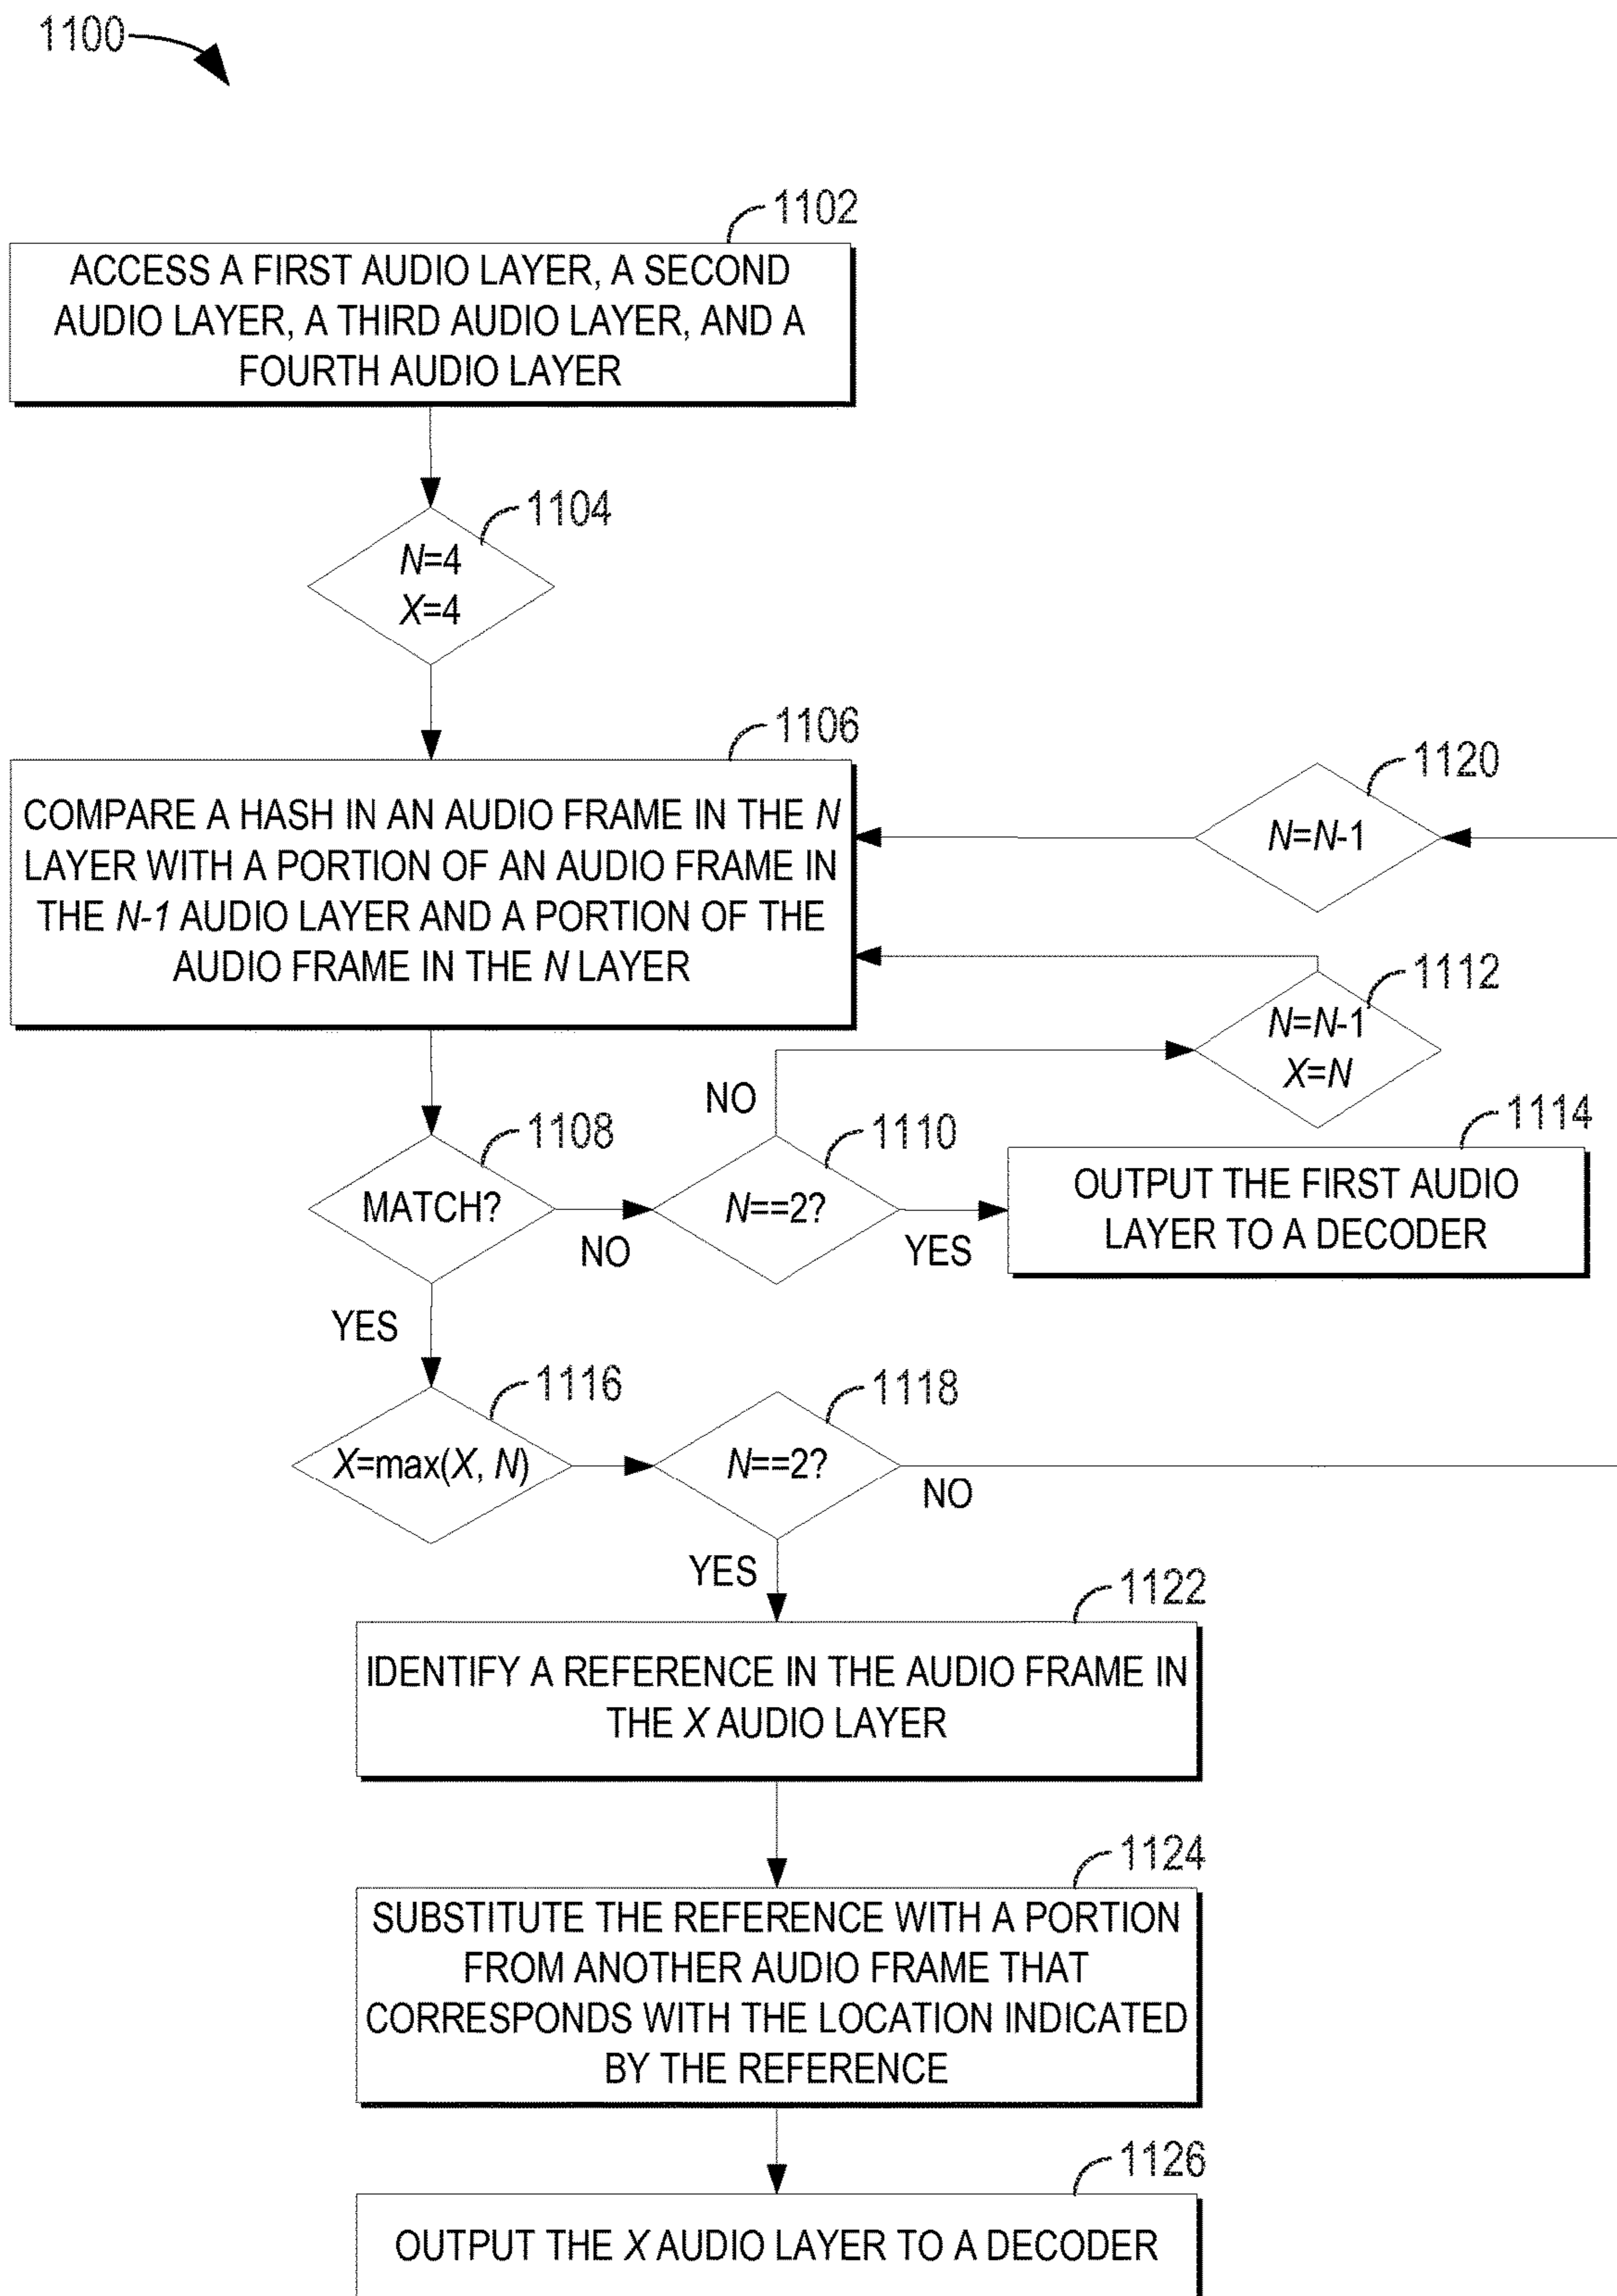 1100
1102
ACCESS A FIRST AUDIO LAYER, A SECOND
AUDIO LAYER, A THIRD AUDIO LAYER, AND A
FOURTH AUDIO LAYER
1104
N=4
X=4
1106
COMPARE A HASH IN AN AUDIO FRAME IN THE N
LAYER WITH A PORTION OF AN AUDIO FRAME IN
THE N-1 AUDIO LAYER AND A PORTION OF THE
AUDIO FRAME IN THE N LAYER
1120
N=N-1
1112
N=N-1
X=N
NO
1108
MATCH?
NO
1110
N==2?
YES
1114
OUTPUT THE FIRST AUDIO
LAYER TO A DECODER
YES
1116
X=max(X, N)
1118
N==2?
NO
YES
1122
IDENTIFY A REFERENCE IN THE AUDIO FRAME IN
THE X AUDIO LAYER
1124
SUBSTITUTE THE REFERENCE WITH A PORTION
FROM ANOTHER AUDIO FRAME THAT
CORRESPONDS WITH THE LOCATION INDICATED
BY THE REFERENCE
1126
OUTPUT THE X AUDIO LAYER TO A DECODER